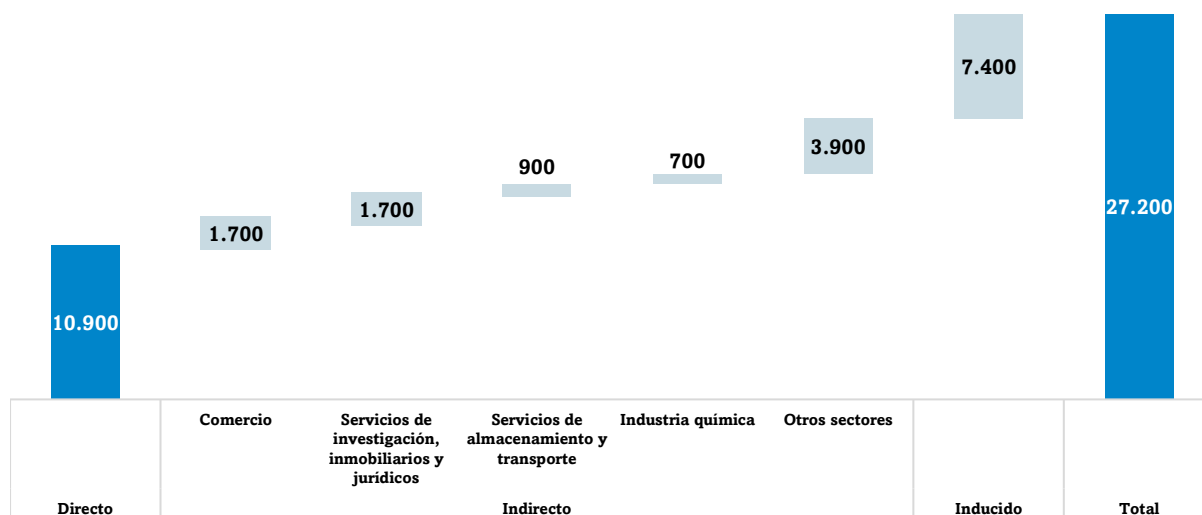 7.400
3.900
900
700
1.700
1.700
27.200
10.900
Comercio
Servicios de
investigación,
inmobiliarios y
jurídicos
Servicios de
almacenamiento y
transporte
Industria química
Otros sectores
Directo
Indirecto
Inducido
Total